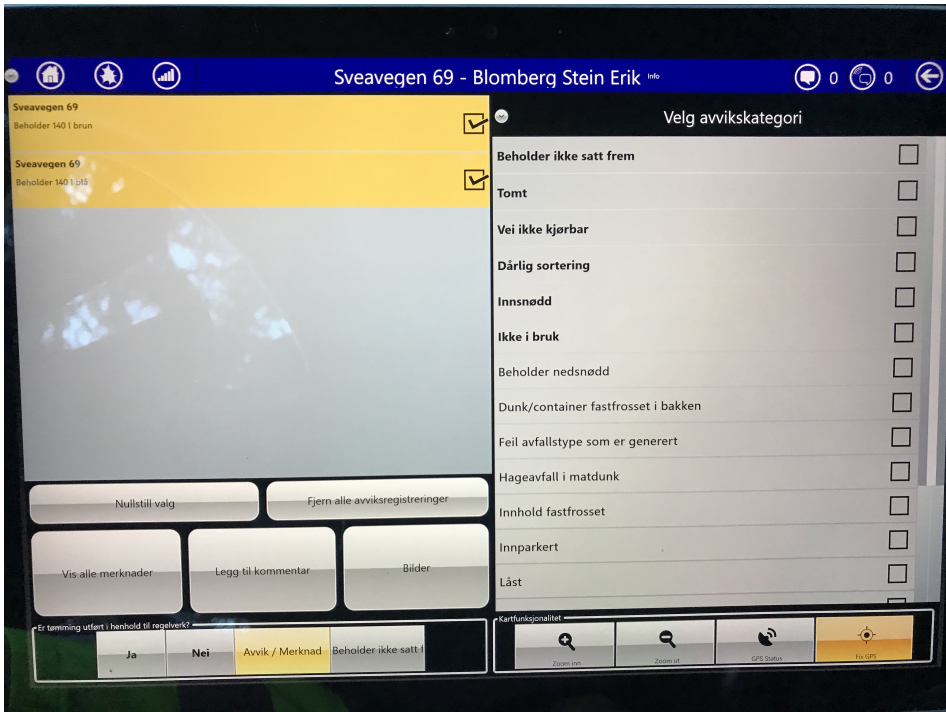 Sveavegen 69 - Blomberg Stein Erik Info
0 0
Sveavegen 69
Beholder 140 l brun
Sveavegen 69
Beholder 140 l blå
Velg avvikskategori
Beholder ikke satt frem
Tomt
Vei ikke kjørbar
Dårlig sortering
Innsnødd
Ikke i bruk
Beholder nedsnødd
Dunk/container fastfrosset i bakken
Feil avfallstype som er generert
Hageavfall i matdunk
Innhold fastfrosset
Innparkert
Låst
Nullstill valg
Fjern alle avviksregistreringer
Vis alle merknader
Legg til kommentar
Bilder
Er tømming utført i henhold til regelverk?
Ja
Nei
Avvik / Merknad
Beholder ikke satt f
Kartfunksjonalitet
Zoom inn
Zoom ut
GPS Status
Fix GPS